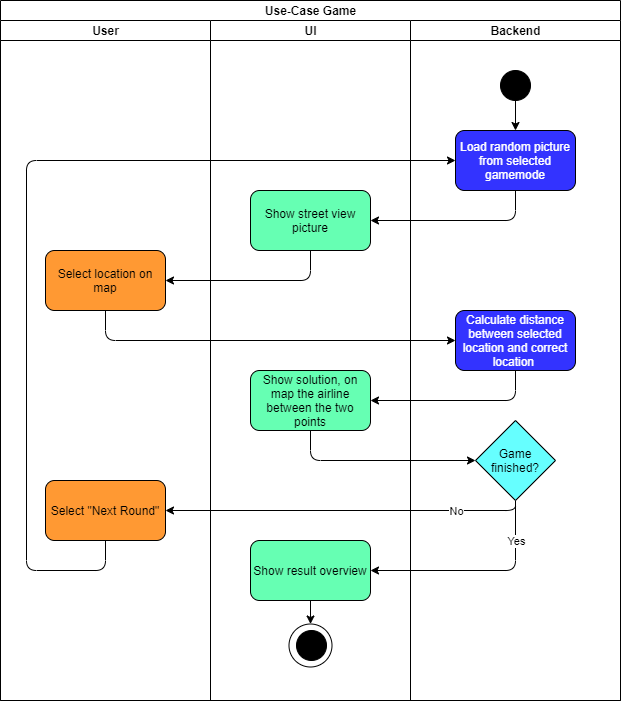 Use-Case Game
User
UI
Backend
Load random picture
from selected
gamemode
Show street view
picture
Select location on
map
Calculate distance
between selected
location and correct
location
Show solution, on
map the airline
between the two
points
Game
finished?
Select "Next Round"
No
Yes
Show result overview